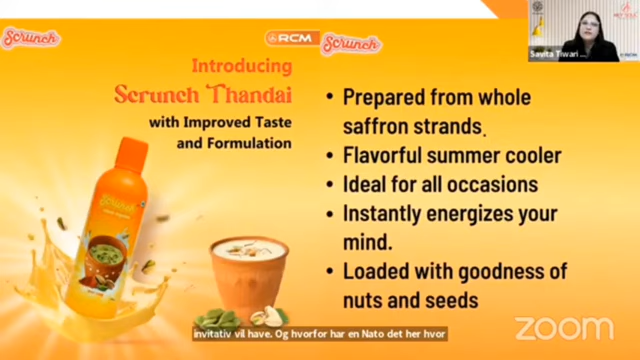 Scrunch
RCM
Scrunch
Introducing
Scrunch Thandai
with Improved Taste
and Formulation
• Prepared from whole
saffron strands.
• Flavorful summer cooler
• Ideal for all occasions
• Instantly energizes your
mind.
• Loaded with goodness of
nuts and seeds
Scrunch
Savita Tiwari
invitativ vil have. Og hvorfor har en Nato det her hvor
zoom